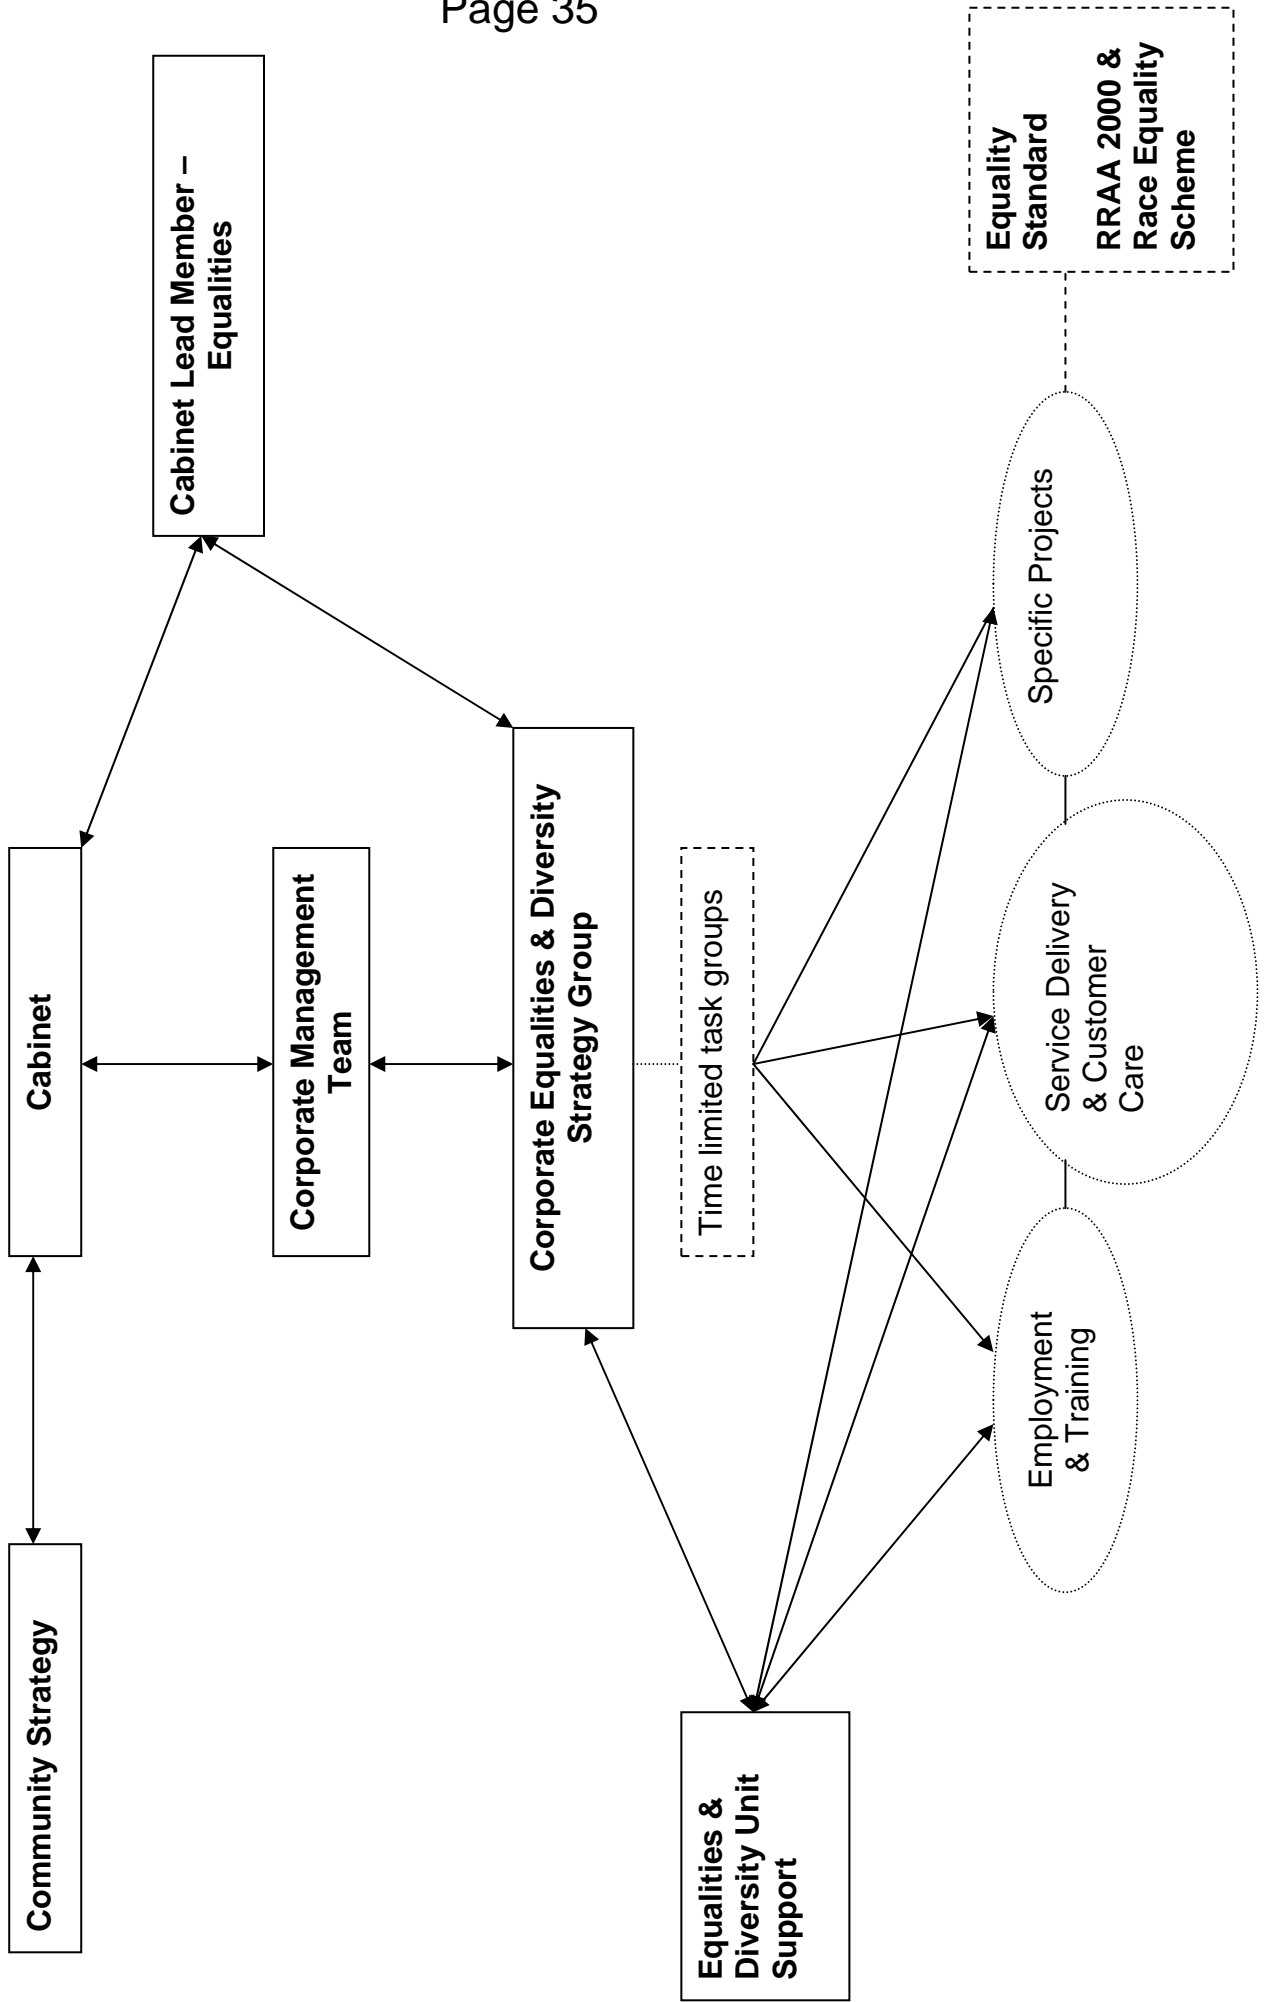 Page 35
Community Strategy
Cabinet
Cabinet Lead Member –
Equalities
Corporate Management
Team
Corporate Equalities & Diversity
Strategy Group
Equalities &
Diversity Unit
Support
Time limited task groups
Employment
& Training
Service Delivery
& Customer
Care
Specific Projects
Equality
Standard
RRAA 2000 &
Race Equality
Scheme